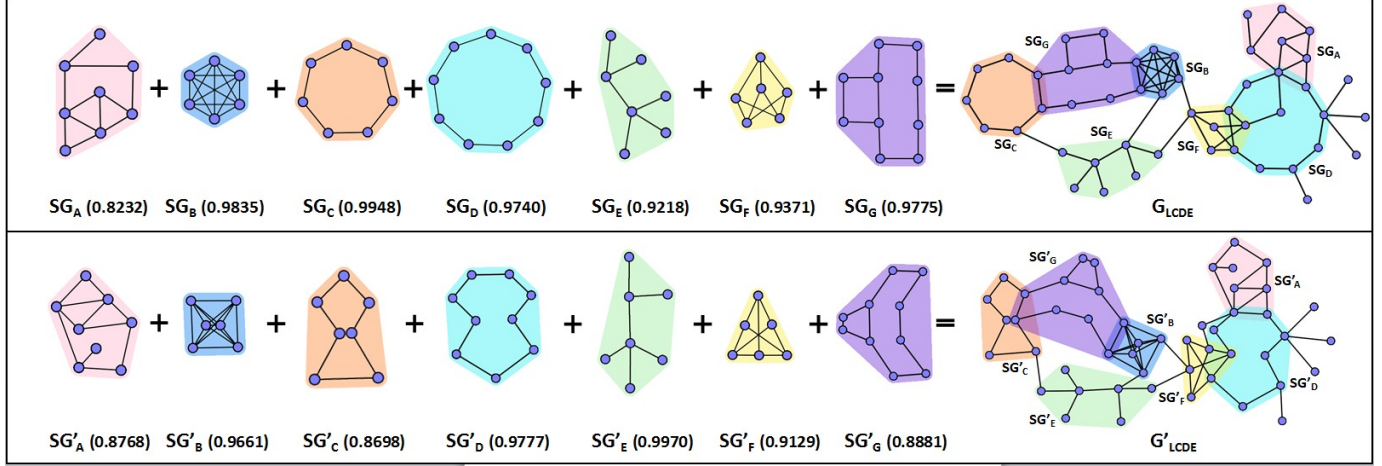 + + + + + + =
SG_A (0.8232) SG_B (0.9835) SG_C (0.9948) SG_D (0.9740) SG_E (0.9218) SG_F (0.9371) SG_G (0.9775)
SG_G
SG_A
SG_B
SG_E
SG_C
SG_F
SG_D
G_LCDE
+ + + + + + =
SG'_A (0.8768) SG'_B (0.9661) SG'_C (0.8698) SG'_D (0.9777) SG'_E (0.9970) SG'_F (0.9129) SG'_G (0.8881)
SG'_G
SG'_A
SG'_B
SG'_C
SG'_D
SG'_F
SG'_E
G'_LCDE